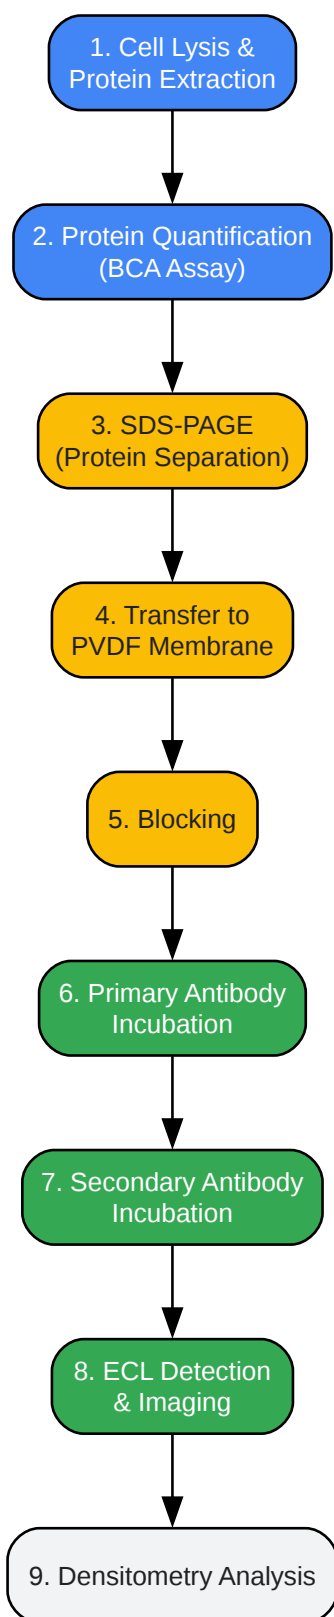 1. Cell Lysis &
Protein Extraction
2. Protein Quantification
(BCA Assay)
3. SDS-PAGE
(Protein Separation)
4. Transfer to
PVDF Membrane
5. Blocking
6. Primary Antibody
Incubation
7. Secondary Antibody
Incubation
8. ECL Detection
& Imaging
9. Densitometry Analysis